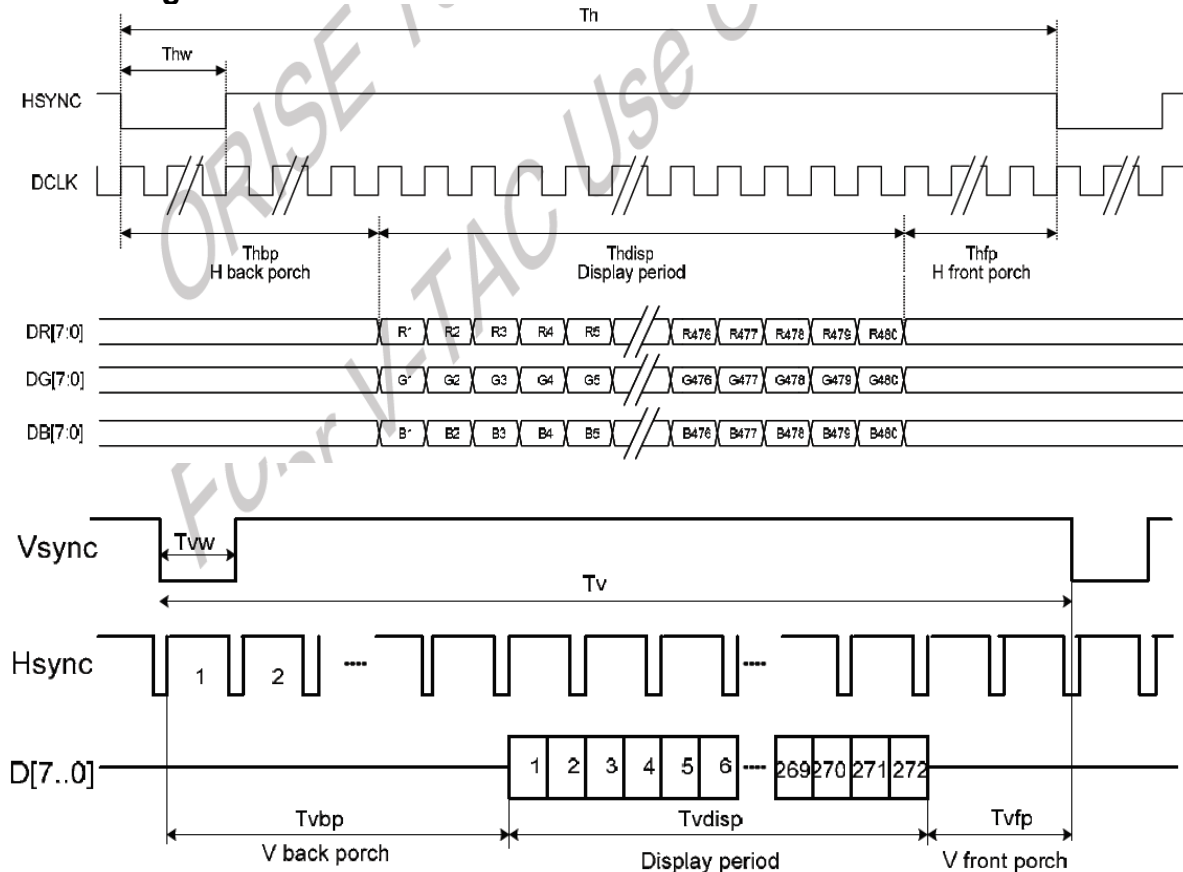 Th
Thw
HSYNC
DCLK
Thbp
H back porch
Thdisp
Display period
Thfp
H front porch
DR[7:0] R1 R2 R3 R4 R5 R476 R477 R478 R479 R480
DG[7:0] G1 G2 G3 G4 G5 G476 G477 G478 G479 G480
DB[7:0] B1 B2 B3 B4 B5 B476 B477 B478 B479 B480
ORISE
V-TAC Use
Vsync
Tvw
Tv
Hsync
1 2 ....
D[7..0] 1 2 3 4 5 6 .... 269 270 271 272
Tvbp
V back porch
Tvdisp
Display period
Tvfp
V front porch